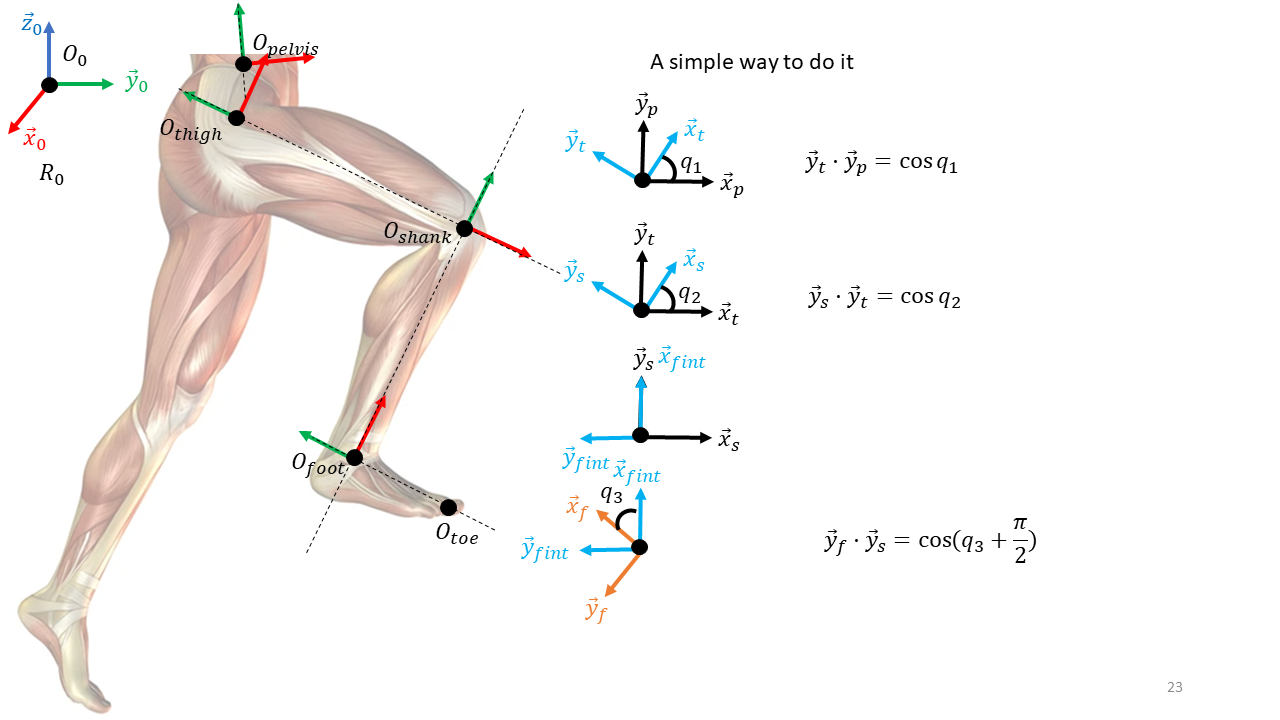 z⃗₀
O₀
y⃗₀
x⃗₀
R₀
O_pelvis
O_thigh
O_shank
O_foot
O_toe
A simple way to do it
y⃗_p
y⃗_t x⃗_t
q₁
x⃗_p
y⃗_t · y⃗_p = cos q₁
y⃗_t
y⃗_s x⃗_s
q₂
x⃗_t
y⃗_s · y⃗_t = cos q₂
y⃗_s x⃗_fint
x⃗_s
y⃗_fint x⃗_fint
q₃
x⃗_f
y⃗_fint
y⃗_f
y⃗_f · y⃗_s = cos(q₃ + π/2)
23